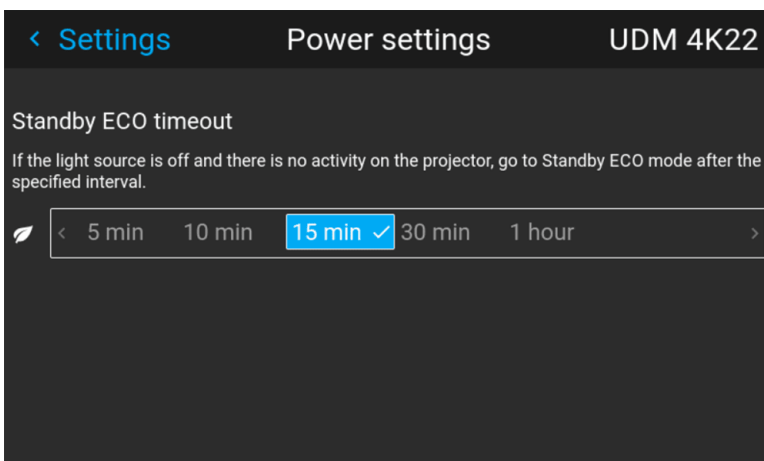 Settings Power settings UDM 4K22
Standby ECO timeout
If the light source is off and there is no activity on the projector, go to Standby ECO mode after the
specified interval.
5 min 10 min 15 min 30 min 1 hour